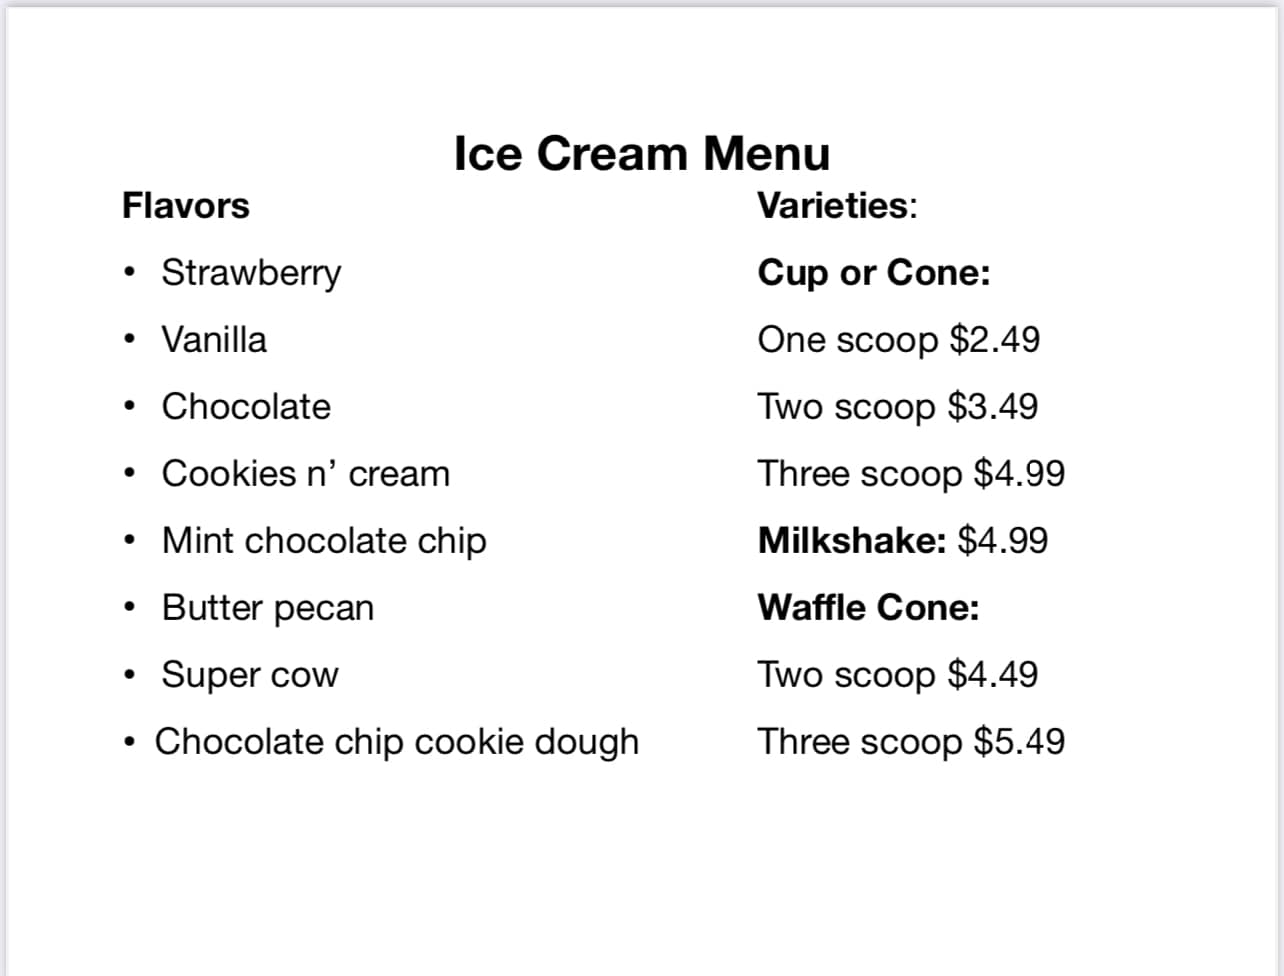 Ice Cream Menu
Flavors
• Strawberry
• Vanilla
• Chocolate
• Cookies n’ cream
• Mint chocolate chip
• Butter pecan
• Super cow
• Chocolate chip cookie dough
Varieties:
Cup or Cone:
One scoop $2.49
Two scoop $3.49
Three scoop $4.99
Milkshake: $4.99
Waffle Cone:
Two scoop $4.49
Three scoop $5.49